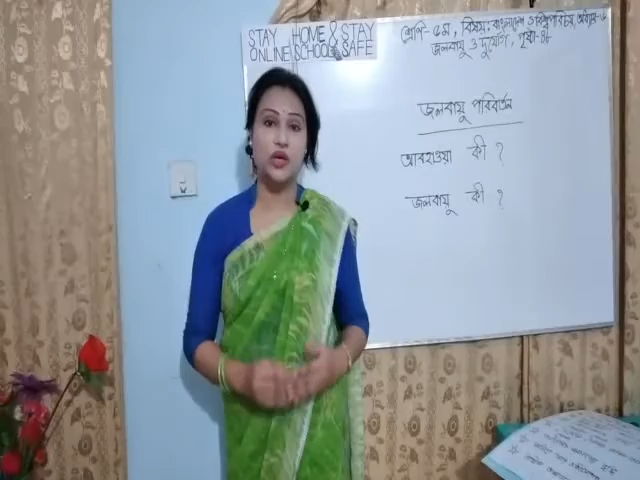 STAY HOME & STAY
ONLINE SCHOOL SAFE
শ্রেণি- ৫ম, বিষয়: বাংলাদেশ ও বিশ্বপরিচয়, অধ্যায়-৬
জলবায়ু ও দুর্যোগ, পৃষ্ঠা-৪৮
জলবায়ু পরিবর্তন
আবহাওয়া কী ?
জলবায়ু কী ?